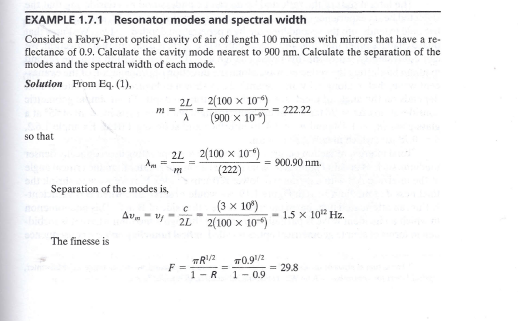 EXAMPLE 1.7.1 Resonator modes and spectral width
Consider a Fabry-Perot optical cavity of air of length 100 microns with mirrors that have a re-
flectance of 0.9. Calculate the cavity mode nearest to 900 nm. Calculate the separation of the
modes and the spectral width of each mode.
Solution From Eq. (1),
m = 2L/λ = 2(100 × 10⁻⁶)/(900 × 10⁻⁹) = 222.22
so that
λₘ = 2L/m = 2(100 × 10⁻⁶)/(222) = 900.90 nm.
Separation of the modes is,
Δυₘ = υ_f = c/2L = (3 × 10⁸)/2(100 × 10⁻⁶) = 1.5 × 10¹² Hz.
The finesse is
F = πR^1/2/1 − R = π0.9^1/2/1 − 0.9 = 29.8